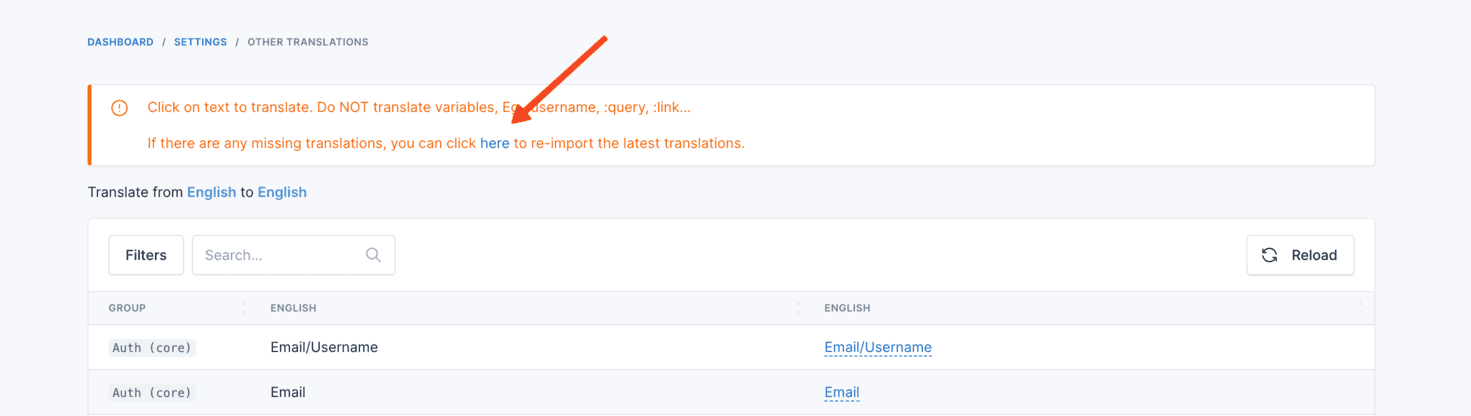 DASHBOARD / SETTINGS / OTHER TRANSLATIONS
Click on text to translate. Do NOT translate variables, Eg. username, :query, :link...
If there are any missing translations, you can click here to re-import the latest translations.
Translate from English to English
Filters Search... Reload
GROUP ENGLISH ENGLISH
Auth (core) Email/Username Email/Username
Auth (core) Email Email